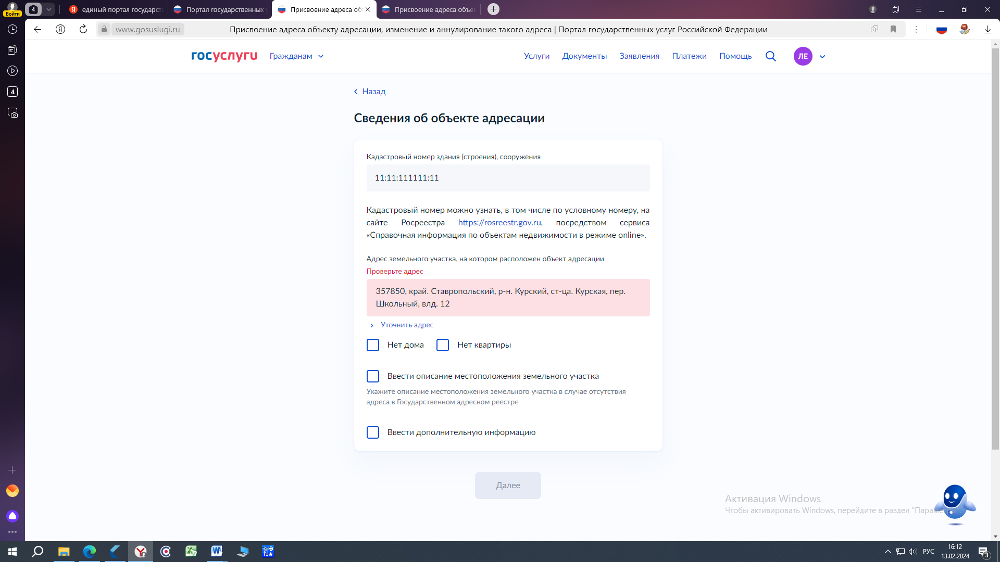 Войти
4
единый портал государст
Портал государственных у
Присвоение адреса об
Присвоение адреса объе
www.gosuslugi.ru
Присвоение адреса объекту адресации, изменение и аннулирование такого адреса | Портал государственных услуг Российской Федерации
4
госуслуги
Гражданам
Услуги
Документы
Заявления
Платежи
Помощь
ЛЕ
Назад
Сведения об объекте адресации
Кадастровый номер здания (строения), сооружения
11:11:111111:11
Кадастровый номер можно узнать, в том числе по условному номеру, на
сайте Росреестра https://rosreestr.gov.ru, посредством сервиса
«Справочная информация по объектам недвижимости в режиме online».
Адрес земельного участка, на котором расположен объект адресации
Проверьте адрес
357850, край. Ставропольский, р-н. Курский, ст-ца. Курская, пер.
Школьный, влд. 12
Уточнить адрес
Нет дома
Нет квартиры
Ввести описание местоположения земельного участка
Укажите описание местоположения земельного участка в случае отсутствия
адреса в Государственном адресном реестре
Ввести дополнительную информацию
Далее
Активация Windows
Чтобы активировать Windows, перейдите в раздел "Парам
РУС
16:12
13.02.2024
3